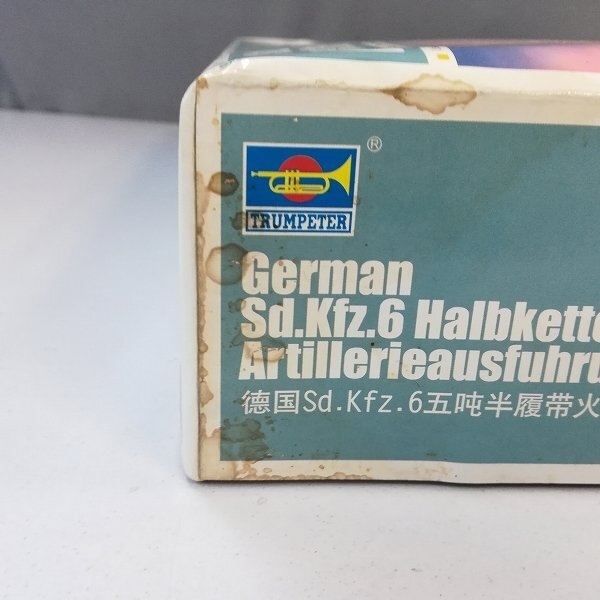 ®
TRUMPETER
German
Sd.Kfz.6 Halbkette
Artillerieausfuhru
德国Sd.Kfz.6五吨半履带火